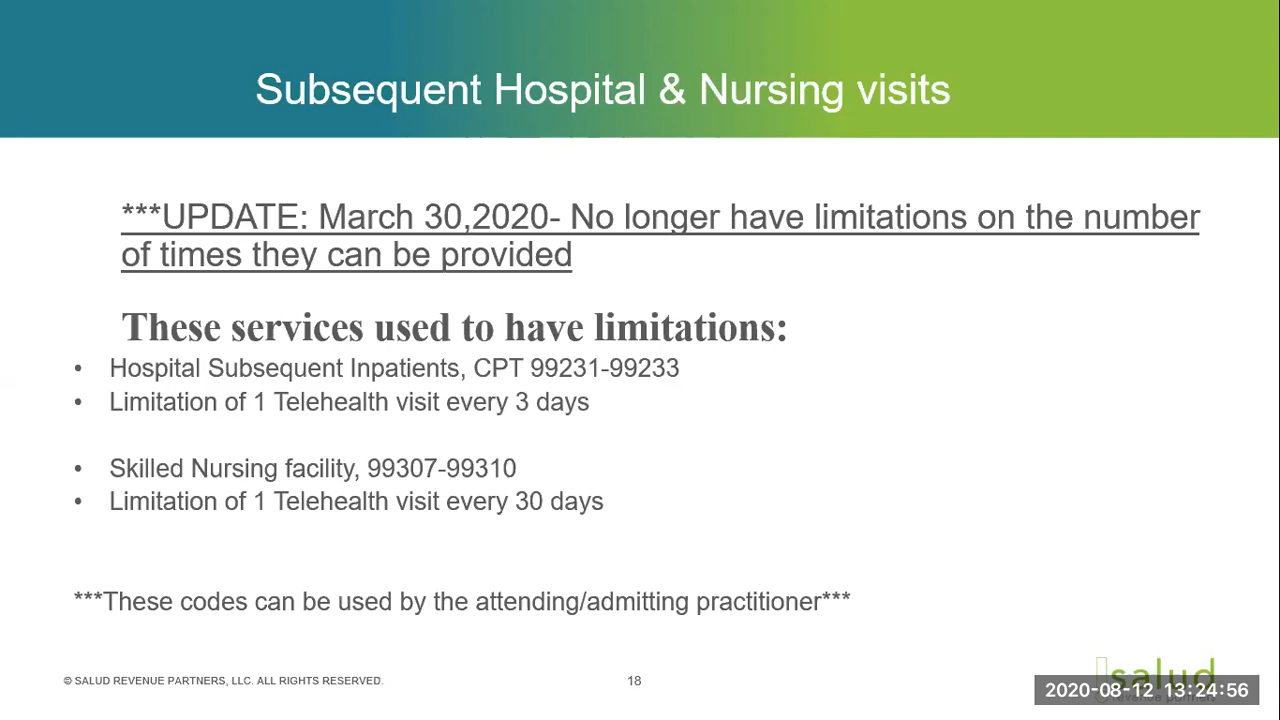 Subsequent Hospital & Nursing visits
***UPDATE: March 30,2020- No longer have limitations on the number
of times they can be provided
These services used to have limitations:
• Hospital Subsequent Inpatients, CPT 99231-99233
• Limitation of 1 Telehealth visit every 3 days
• Skilled Nursing facility, 99307-99310
• Limitation of 1 Telehealth visit every 30 days
***These codes can be used by the attending/admitting practitioner***
© SALUD REVENUE PARTNERS, LLC. ALL RIGHTS RESERVED.
18
salud
2020-08-12 13:24:56